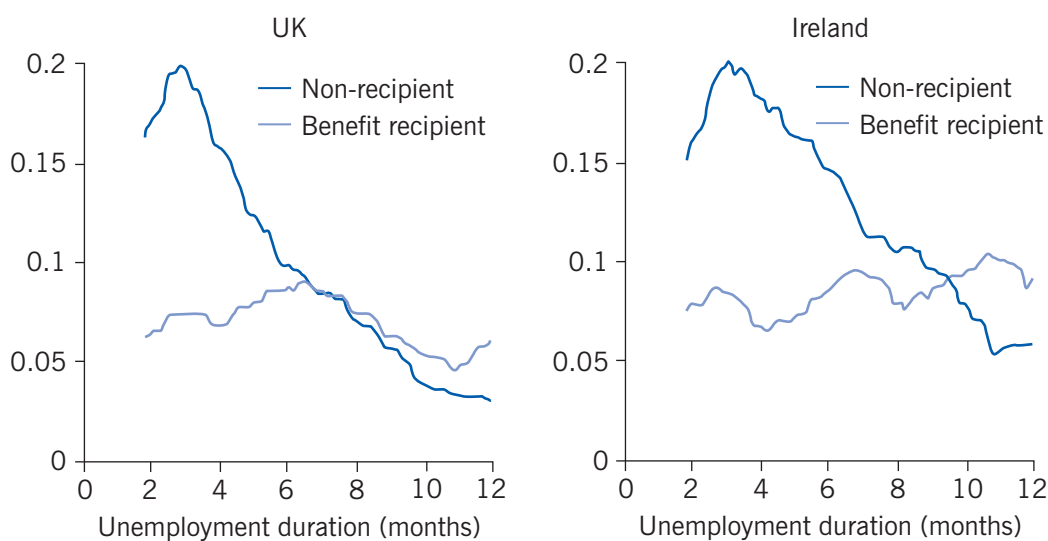 UK
0.2
0.15
0.1
0.05
0
Non-recipient
Benefit recipient
0 2 4 6 8 10 12
Unemployment duration (months)
Ireland
0.2
0.15
0.1
0.05
0
Non-recipient
Benefit recipient
0 2 4 6 8 10 12
Unemployment duration (months)